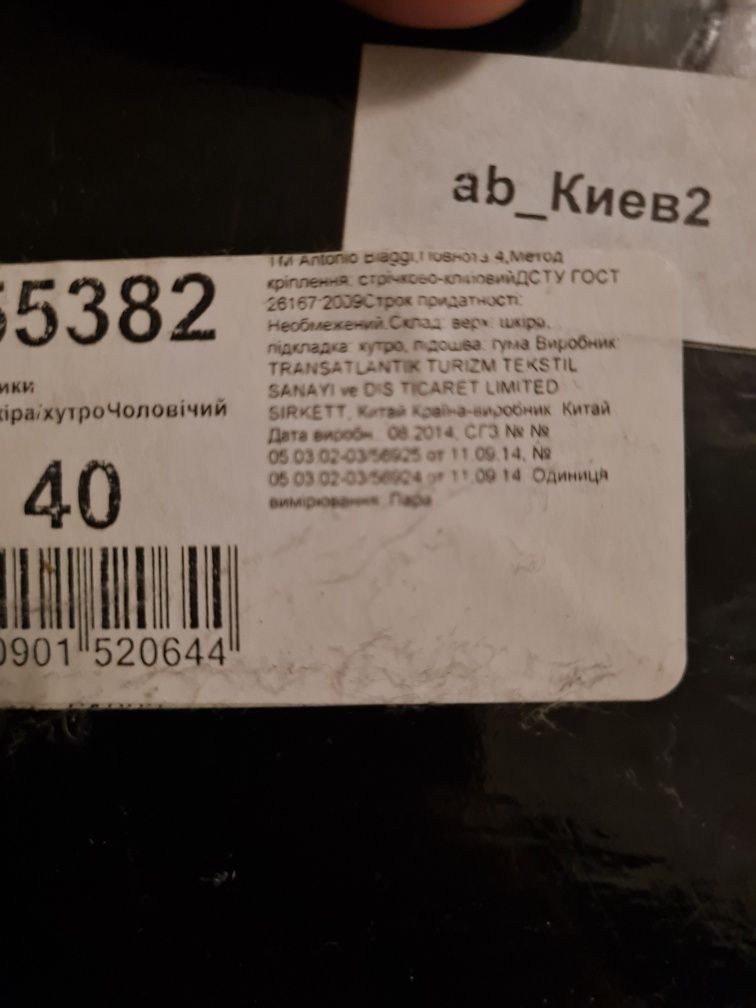 ab_Киев2
55382
ТМ Antonio Biaggi,Повнота 4,Метод
кріплення: стрічково-клейовийДСТУ ГОСТ
26167:2009Строк придатності:
Необмежений.Склад: верх: шкіра,
підкладка: хутро, підошва: гума Виробник:
TRANSATLANTIK TURIZM TEKSTIL
SANAYI ve DIS TICARET LIMITED
SIRKETT, Китай Країна-виробник: Китай
Дата виробн.: 08.2014, СГЗ № №
05.03.02-03/56925 от 11.09.14, №
05.03.02-03/56924 от 11.09.14 Одиниця
вимірювання: Пара
ики
кіра/хутроЧоловічий
40
0901 520644